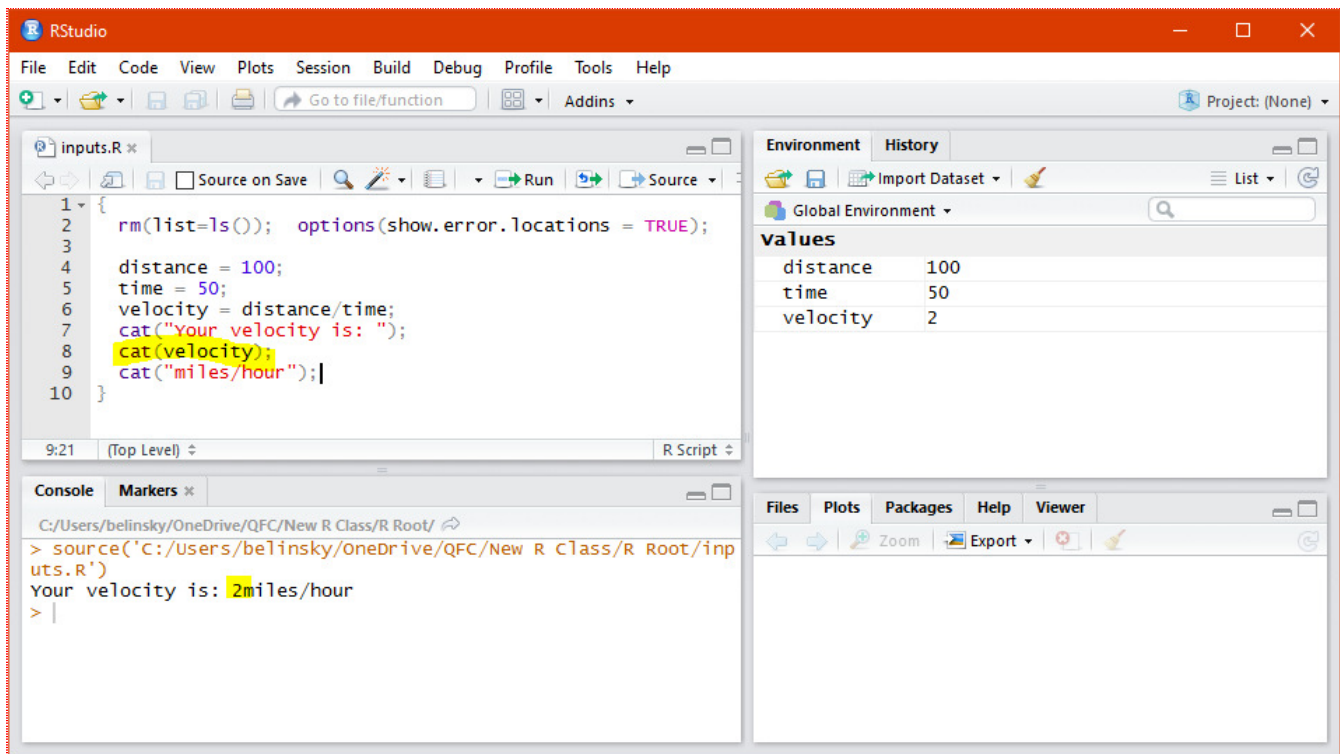 RStudio
File Edit Code View Plots Session Build Debug Profile Tools Help
Go to file/function Addins Project: (None)
inputs.R
Source on Save Run Source
1 {
2 rm(list=ls()); options(show.error.locations = TRUE);
3
4 distance = 100;
5 time = 50;
6 velocity = distance/time;
7 cat("Your velocity is: ");
8 cat(velocity);
9 cat("miles/hour");
10 }
9:21 (Top Level) R Script
Console Markers
C:/Users/belinsky/OneDrive/QFC/New R Class/R Root/
> source('C:/Users/belinsky/OneDrive/QFC/New R Class/R Root/inp
uts.R')
Your velocity is: 2miles/hour
>
Environment History
Import Dataset List
Global Environment
Values
distance 100
time 50
velocity 2
Files Plots Packages Help Viewer
Zoom Export